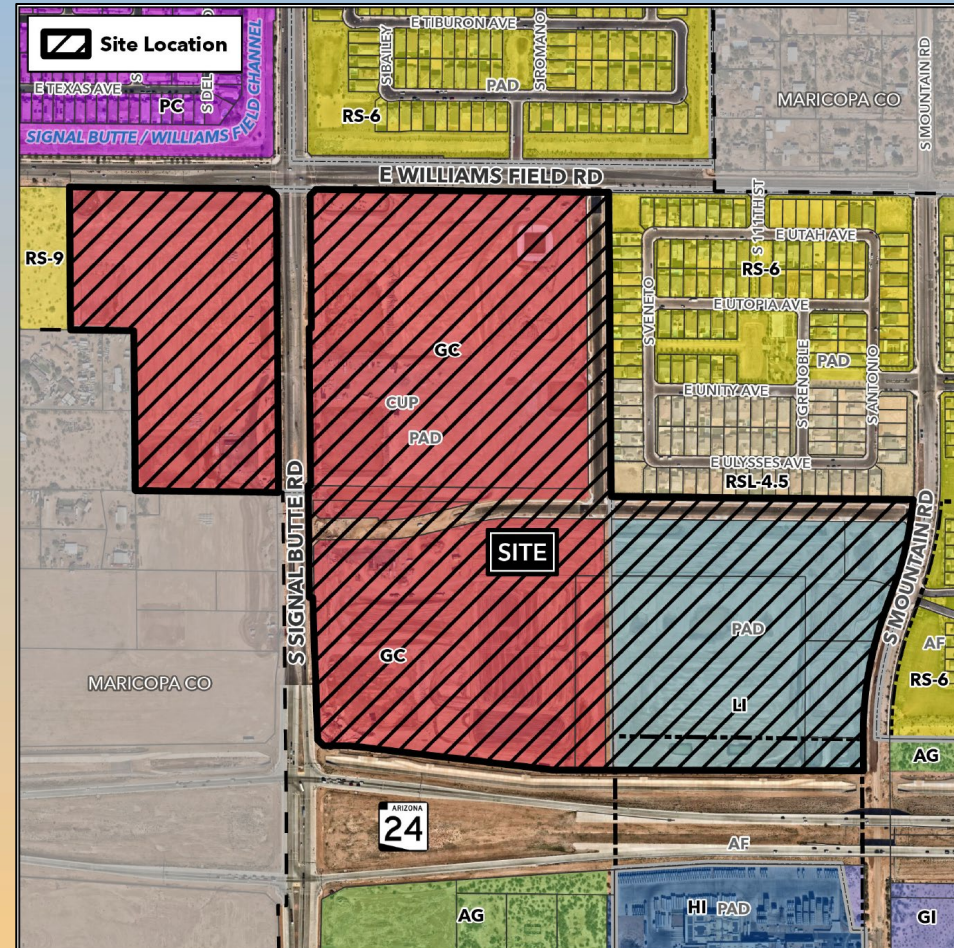 Site Location
E TIBURON AVE
S BAILEY
S ROMANO
PAD
S DEL
E TEXAS AVE
PC
SIGNAL BUTTE / WILLIAMS FIELD CHANNEL
RS-6
MARICOPA CO
S MOUNTAIN RD
E WILLIAMS FIELD RD
RS-9
S 111TH ST
E UTAH AVE
RS-6
E UTOPIA AVE
S VENETO
GC
PAD
S GRENOBLE
S ANTONIO
E UNITY AVE
CUP
PAD
E ULYSSES AVE
RSL-4.5
S SIGNAL BUTTE RD
SITE
S MOUNTAIN RD
PAD
AF
GC
RS-6
MARICOPA CO
LI
AG
ARIZONA
24
AF
AG
HI PAD
GI